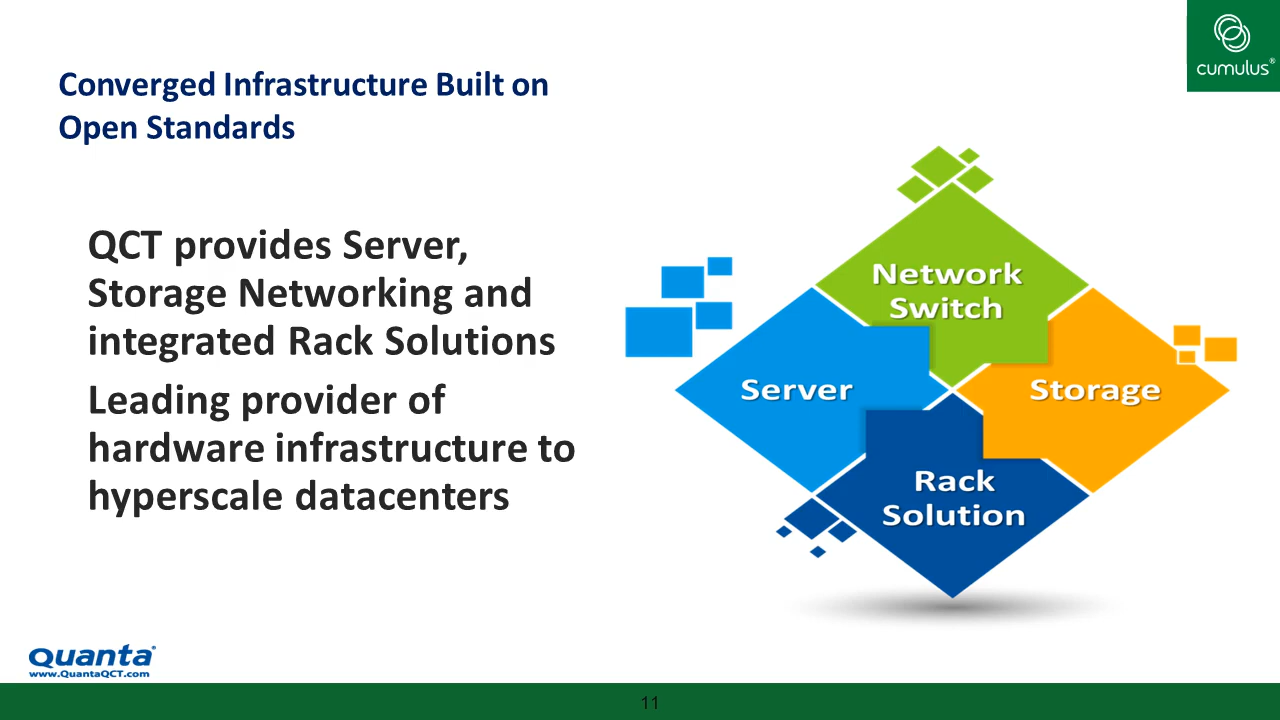 cumulus®
Converged Infrastructure Built on
Open Standards
QCT provides Server,
Storage Networking and
integrated Rack Solutions
Leading provider of
hardware infrastructure to
hyperscale datacenters
Network
Switch
Server
Storage
Rack
Solution
Quanta®
www.QuantaQCT.com
11